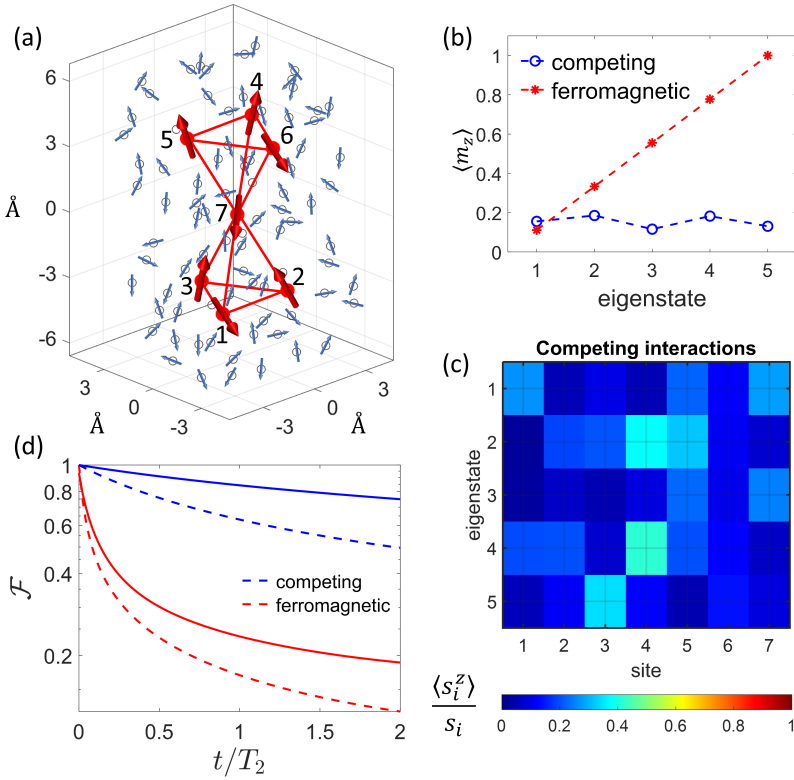 (a)
6
3
0
-3
-6
Å
4
5
6
7
3
2
1
3
0
-3
Å
-3
0
3
Å
(b)
1
0.8
0.6
0.4
0.2
0
⟨m_z⟩
competing
ferromagnetic
1 2 3 4 5
eigenstate
(c)
Competing interactions
1
2
3
4
5
eigenstate
1 2 3 4 5 6 7
site
⟨s_i^z⟩
s_i
0 0.2 0.4 0.6 0.8 1
(d)
1
0.8
0.6
0.4
0.2
ℱ
competing
ferromagnetic
0 0.5 1 1.5 2
t/T_2